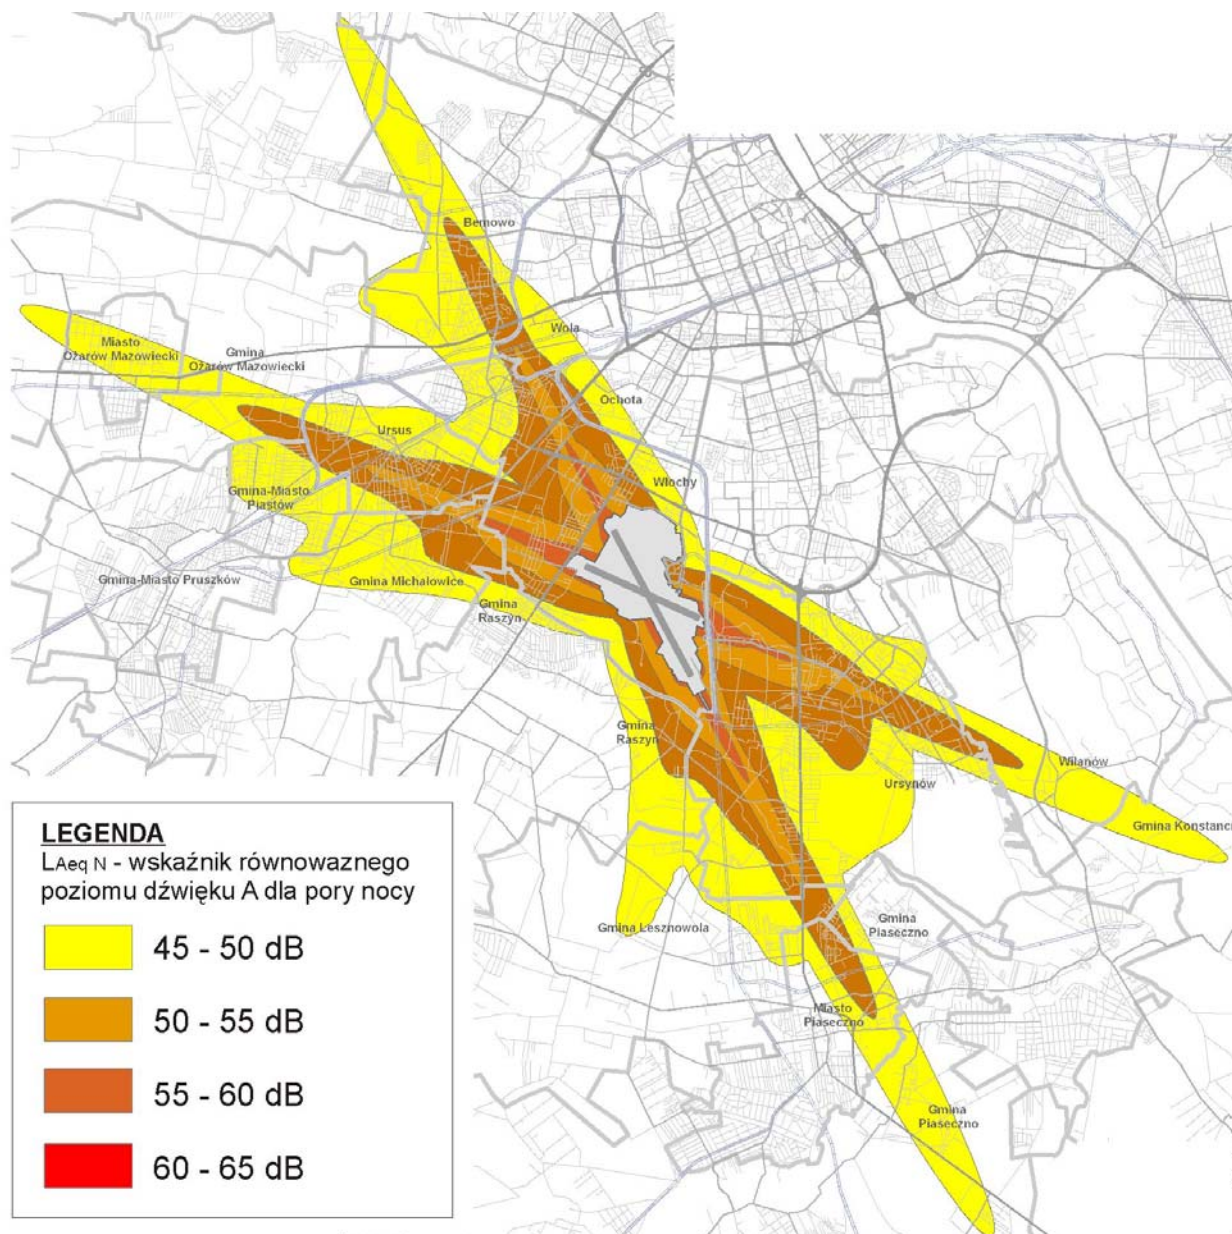 Bemowo
Wola
Miasto
Ożarów Mazowiecki
Gmina
Ożarów Mazowiecki
Ochota
Ursus
Włochy
Gmina-Miasto
Piastów
Gmina-Miasto Pruszków
Gmina Michałowice
Gmina
Raszyn
Gmina
Raszyn
Ursynów
Wilanów
Gmina Konstanc
Gmina Lesznowola
Gmina
Piaseczno
Miasto
Piaseczno
Gmina
Piaseczno
LEGENDA
LAeq N - wskaźnik równowaznego
poziomu dźwięku A dla pory nocy
45 - 50 dB
50 - 55 dB
55 - 60 dB
60 - 65 dB